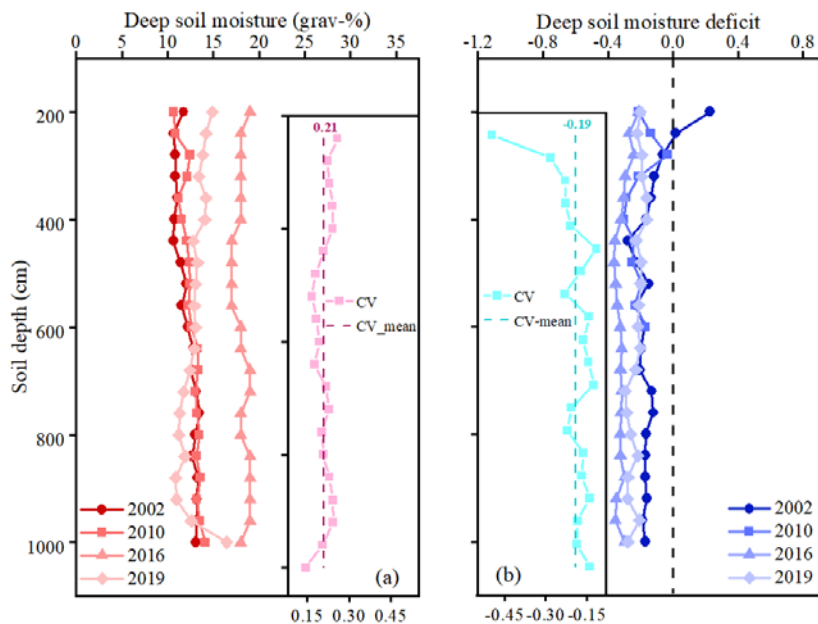 Deep soil moisture (grav-%)
0 5 10 15 20 25 30 35
Soil depth (cm)
200
400
600
800
1000
0.21
CV
CV_mean
2002
2010
2016
2019
(a)
0.15 0.30 0.45
Deep soil moisture deficit
-1.2 -0.8 -0.4 0.0 0.4 0.8
-0.19
CV
CV-mean
2002
2010
2016
2019
(b)
-0.45 -0.30 -0.15